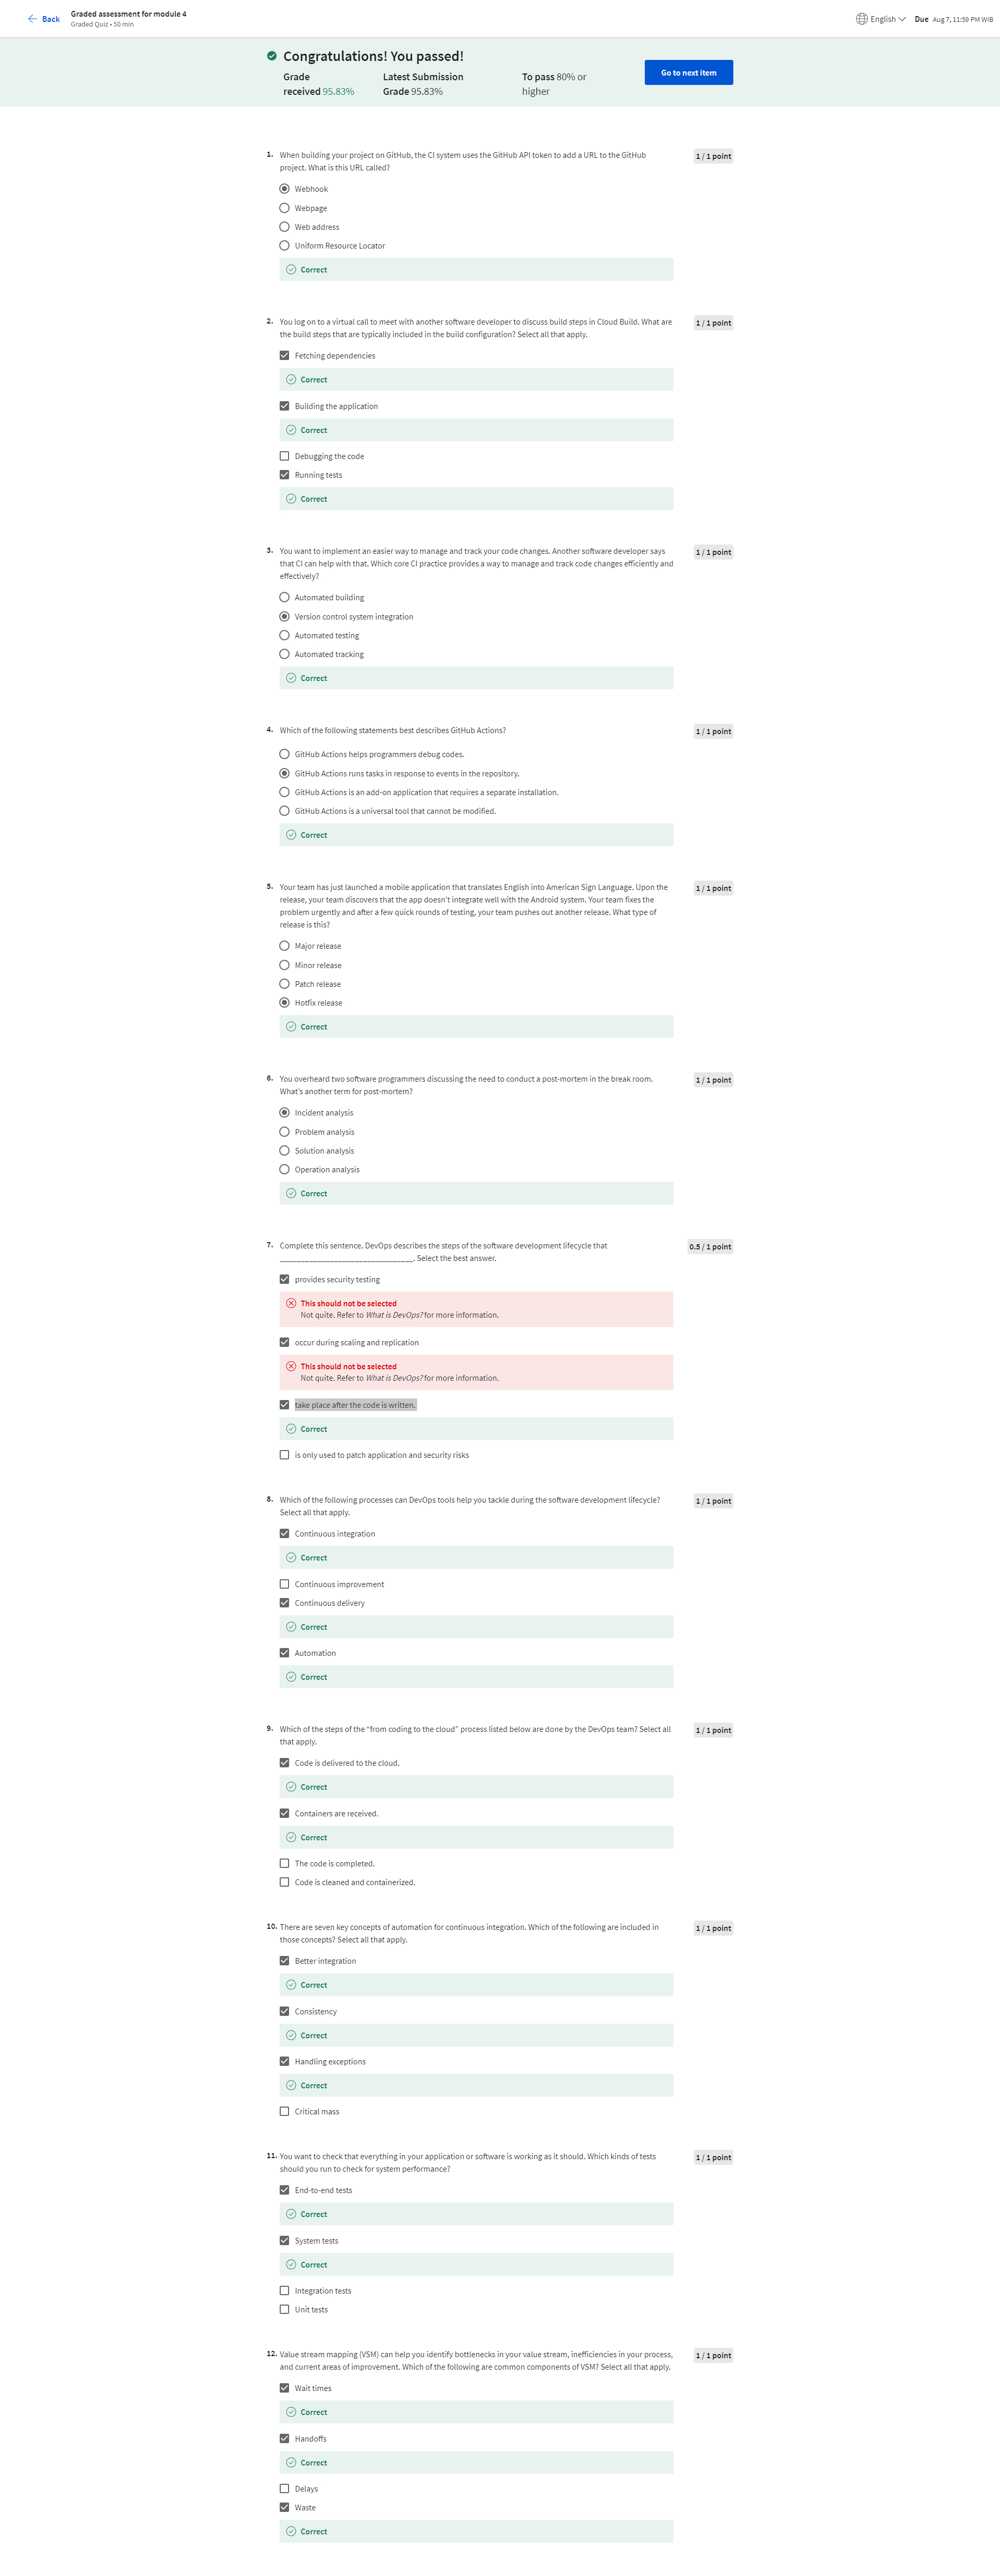 Back
Graded assessment for module 4
Graded Quiz • 50 min
English
Due Aug 7, 11:59 PM WIB
Congratulations! You passed!
Grade received 95.83%
Latest Submission Grade 95.83%
To pass 80% or higher
Go to next item
1. When building your project on GitHub, the CI system uses the GitHub API token to add a URL to the GitHub
project. What is this URL called?
1 / 1 point
Webhook
Webpage
Web address
Uniform Resource Locator
Correct
2. You log on to a virtual call to meet with another software developer to discuss build steps in Cloud Build. What are
the build steps that are typically included in the build configuration? Select all that apply.
1 / 1 point
Fetching dependencies
Correct
Building the application
Correct
Debugging the code
Running tests
Correct
3. You want to implement an easier way to manage and track your code changes. Another software developer says
that CI can help with that. Which core CI practice provides a way to manage and track code changes efficiently and
effectively?
1 / 1 point
Automated building
Version control system integration
Automated testing
Automated tracking
Correct
4. Which of the following statements best describes GitHub Actions?
1 / 1 point
GitHub Actions helps programmers debug codes.
GitHub Actions runs tasks in response to events in the repository.
GitHub Actions is an add-on application that requires a separate installation.
GitHub Actions is a universal tool that cannot be modified.
Correct
5. Your team has just launched a mobile application that translates English into American Sign Language. Upon the
release, your team discovers that the app doesn't integrate well with the Android system. Your team fixes the
problem urgently and after a few quick rounds of testing, your team pushes out another release. What type of
release is this?
1 / 1 point
Major release
Minor release
Patch release
Hotfix release
Correct
6. You overheard two software programmers discussing the need to conduct a post-mortem in the break room.
What's another term for post-mortem?
1 / 1 point
Incident analysis
Problem analysis
Solution analysis
Operation analysis
Correct
7. Complete this sentence. DevOps describes the steps of the software development lifecycle that
________________________________. Select the best answer.
0.5 / 1 point
provides security testing
This should not be selected
Not quite. Refer to What is DevOps? for more information.
occur during scaling and replication
This should not be selected
Not quite. Refer to What is DevOps? for more information.
take place after the code is written.
Correct
is only used to patch application and security risks
8. Which of the following processes can DevOps tools help you tackle during the software development lifecycle?
Select all that apply.
1 / 1 point
Continuous integration
Correct
Continuous improvement
Continuous delivery
Correct
Automation
Correct
9. Which of the steps of the “from coding to the cloud” process listed below are done by the DevOps team? Select all
that apply.
1 / 1 point
Code is delivered to the cloud.
Correct
Containers are received.
Correct
The code is completed.
Code is cleaned and containerized.
10. There are seven key concepts of automation for continuous integration. Which of the following are included in
those concepts? Select all that apply.
1 / 1 point
Better integration
Correct
Consistency
Correct
Handling exceptions
Correct
Critical mass
11. You want to check that everything in your application or software is working as it should. Which kinds of tests
should you run to check for system performance?
1 / 1 point
End-to-end tests
Correct
System tests
Correct
Integration tests
Unit tests
12. Value stream mapping (VSM) can help you identify bottlenecks in your value stream, inefficiencies in your process,
and current areas of improvement. Which of the following are common components of VSM? Select all that apply.
1 / 1 point
Wait times
Correct
Handoffs
Correct
Delays
Waste
Correct